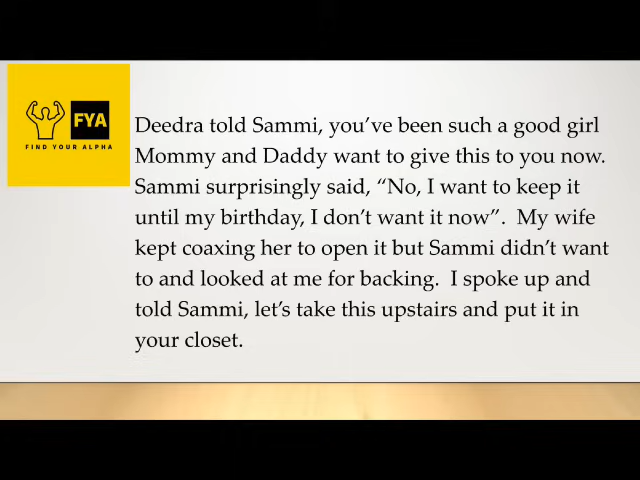 FYA
FIND YOUR ALPHA
Deedra told Sammi, you’ve been such a good girl
Mommy and Daddy want to give this to you now.
Sammi surprisingly said, “No, I want to keep it
until my birthday, I don’t want it now”.  My wife
kept coaxing her to open it but Sammi didn’t want
to and looked at me for backing.  I spoke up and
told Sammi, let’s take this upstairs and put it in
your closet.